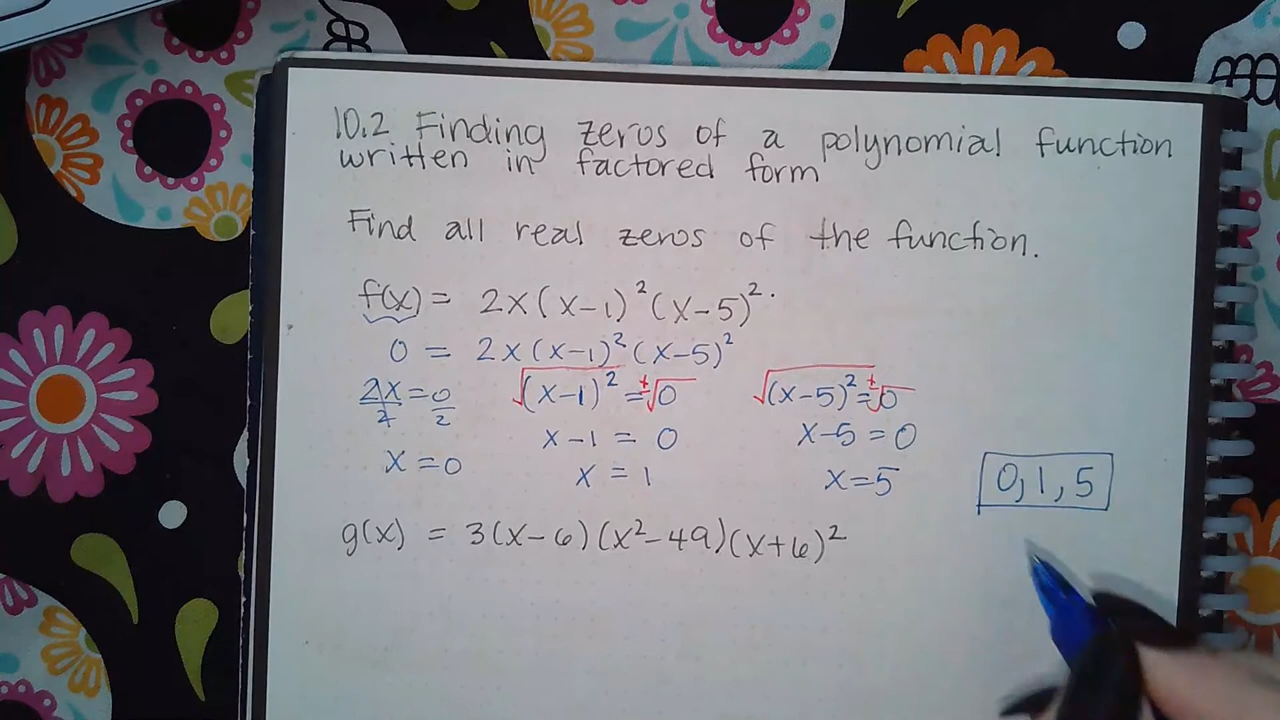 10.2 Finding zeros of a polynomial function
written in factored form
Find all real zeros of the function.
f(x) = 2x(x-1)²(x-5)².
0 = 2x(x-1)²(x-5)²
2x/2 = 0/2 √(x-1)² = ±√0 √(x-5)² = ±√0
x-1 = 0 x-5 = 0
x = 0 x = 1 x = 5 0, 1, 5
g(x) = 3(x-6)(x²-49)(x+6)²